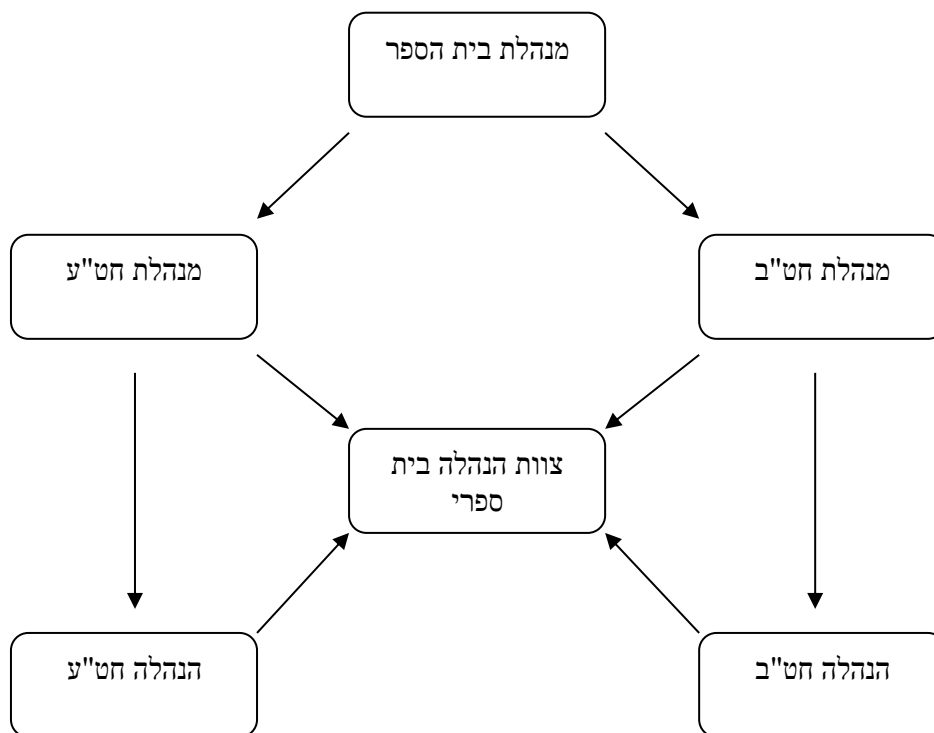 מנהלת בית הספר
מנהלת חט"ב
מנהלת חט"ע
צוות הנהלה בית
ספרי
הנהלה חט"ב
הנהלה חט"ע